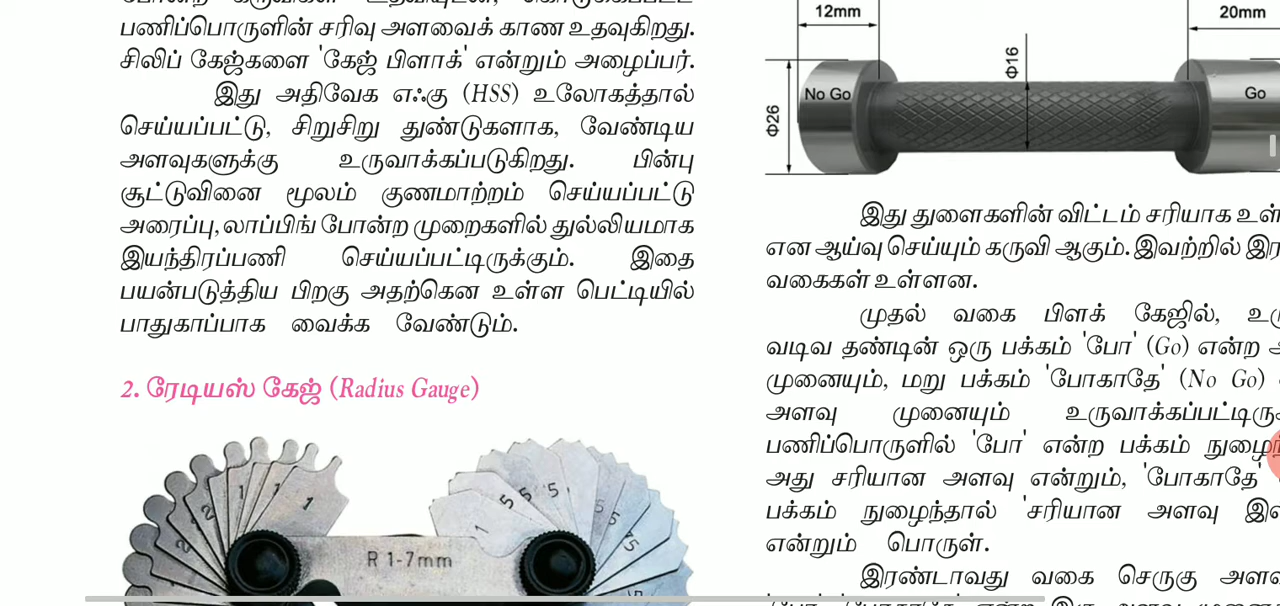 பணிப்பொருளின் சரிவு அளவைக் காண உதவுகிறது.
சிலிப் கேஜ்களை 'கேஜ் பிளாக்' என்றும் அழைப்பர்.
இது அதிவேக எஃகு (HSS) உலோகத்தால்
செய்யப்பட்டு, சிறுசிறு துண்டுகளாக, வேண்டிய
அளவுகளுக்கு உருவாக்கப்படுகிறது. பின்பு
சூட்டுவினை மூலம் குணமாற்றம் செய்யப்பட்டு
அரைப்பு, லாப்பிங் போன்ற முறைகளில் துல்லியமாக
இயந்திரப்பணி செய்யப்பட்டிருக்கும். இதை
பயன்படுத்திய பிறகு அதற்கென உள்ள பெட்டியில்
பாதுகாப்பாக வைக்க வேண்டும்.
2. ரேடியஸ் கேஜ் (Radius Gauge)
R 1-7mm
12mm
20mm
Φ16
Φ26
No Go
Go
இது துளைகளின் விட்டம் சரியாக
என ஆய்வு செய்யும் கருவி ஆகும். இவற்றில்
வகைகள் உள்ளன.
முதல் வகை பிளக் கேஜில்,
வடிவ தண்டின் ஒரு பக்கம் 'போ' (Go) என்ற
முனையும், மறு பக்கம் 'போகாதே' (No Go)
அளவு முனையும்
பணிப்பொருளில் 'போ' என்ற பக்கம்
அது சரியான அளவு என்றும், 'போகாதே'
பக்கம் நுழைந்தால் 'சரியான அளவு
என்றும் பொருள்.
இரண்டாவது வகை செருகு